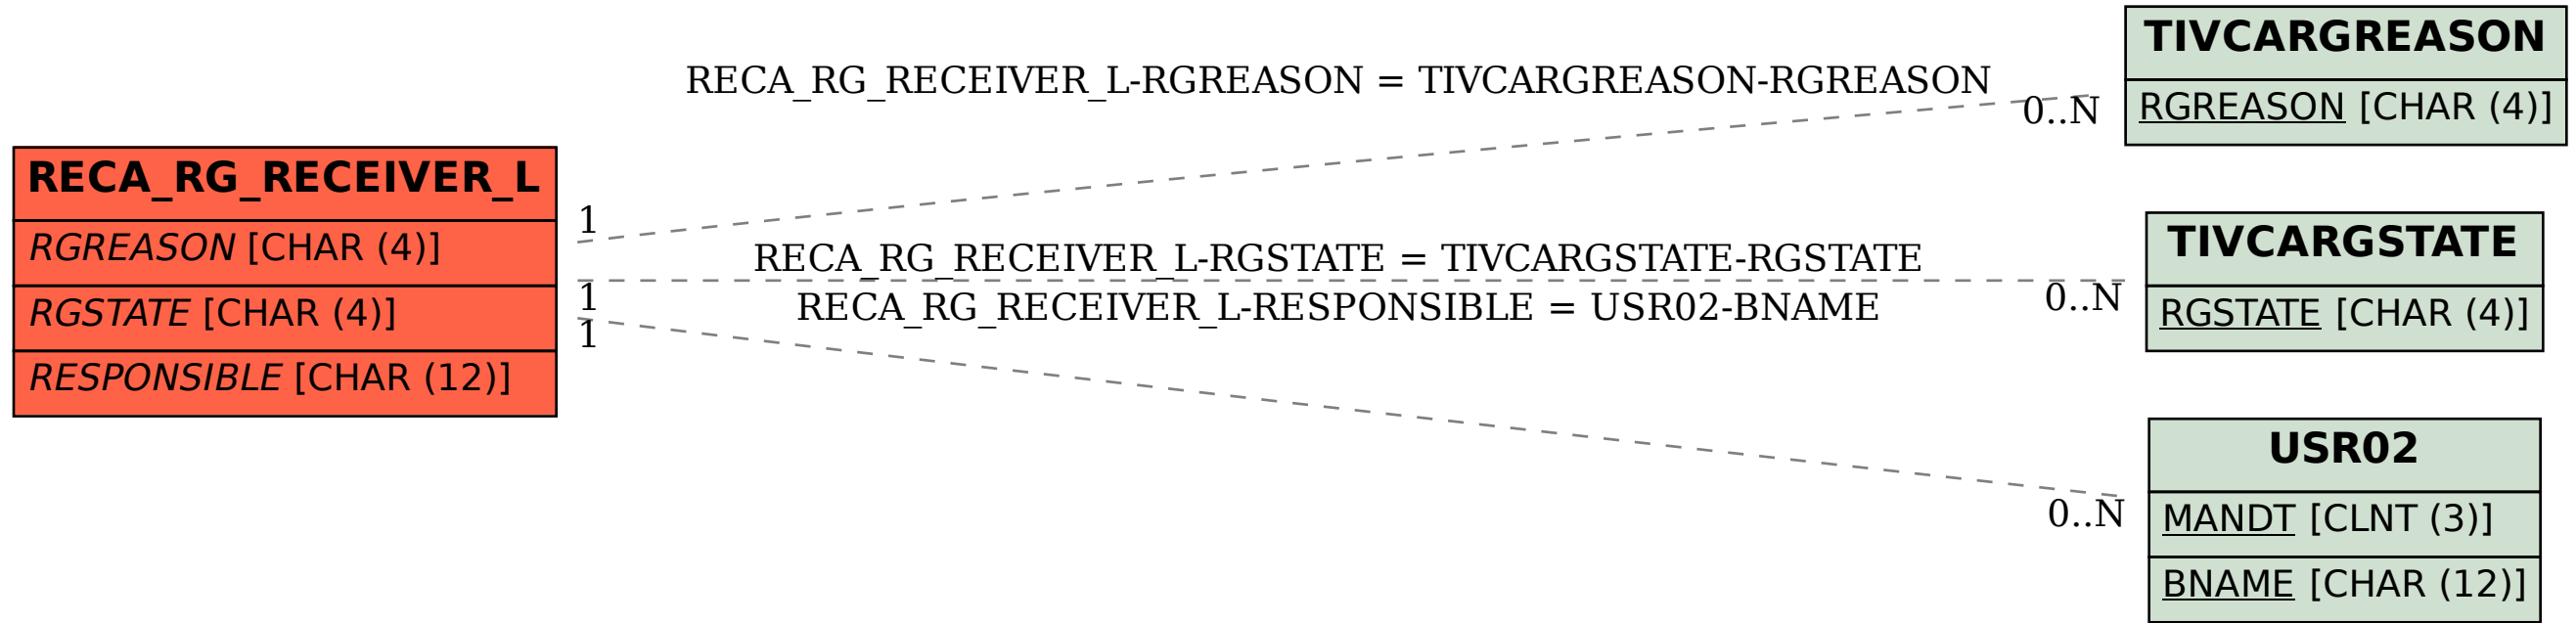 RECA_RG_RECEIVER_L
RGREASON [CHAR (4)]
RGSTATE [CHAR (4)]
RESPONSIBLE [CHAR (12)]
RECA_RG_RECEIVER_L-RGREASON = TIVCARGREASON-RGREASON
1
0..N
RECA_RG_RECEIVER_L-RGSTATE = TIVCARGSTATE-RGSTATE
1
0..N
RECA_RG_RECEIVER_L-RESPONSIBLE = USR02-BNAME
1
0..N
TIVCARGREASON
RGREASON [CHAR (4)]
TIVCARGSTATE
RGSTATE [CHAR (4)]
USR02
MANDT [CLNT (3)]
BNAME [CHAR (12)]